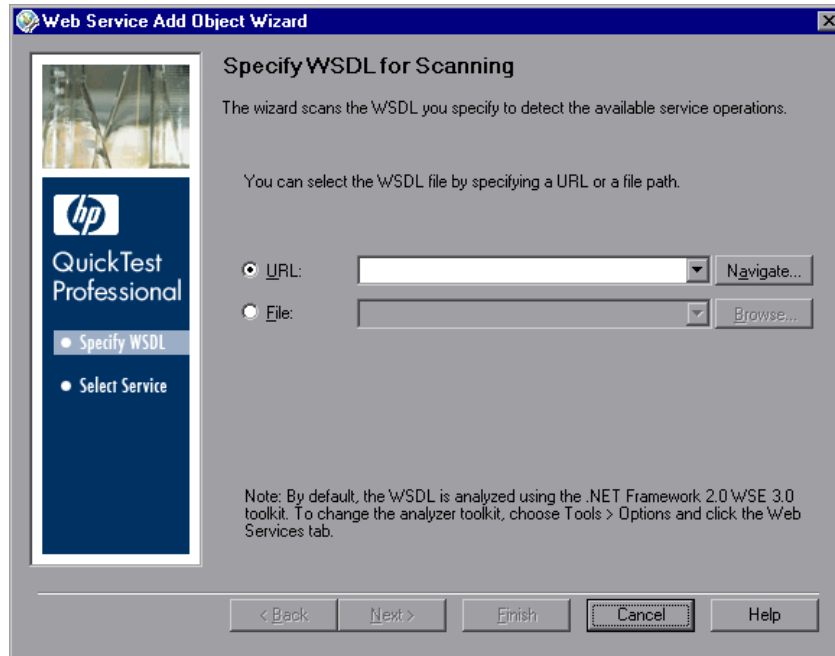 Web Service Add Object Wizard
Specify WSDL for Scanning
The wizard scans the WSDL you specify to detect the available service operations.
You can select the WSDL file by specifying a URL or a file path.
hp
QuickTest
Professional
Specify WSDL
Select Service
URL:
Navigate...
File:
Browse...
Note: By default, the WSDL is analyzed using the .NET Framework 2.0 WSE 3.0
toolkit. To change the analyzer toolkit, choose Tools > Options and click the Web
Services tab.
< Back
Next >
Finish
Cancel
Help